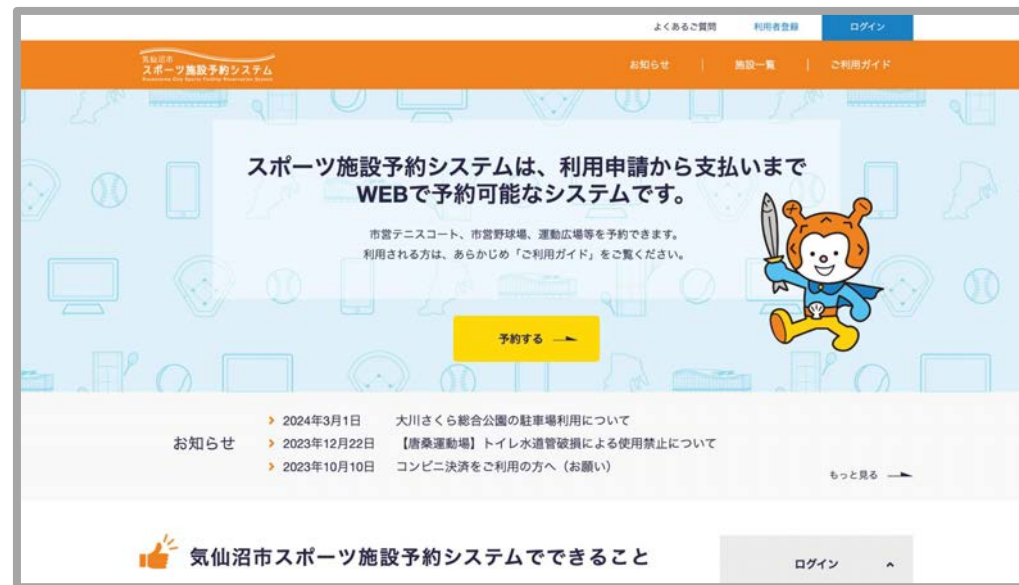 よくあるご質問 利用者登録 ログイン
気仙沼市
スポーツ施設予約システム
お知らせ | 施設一覧 | ご利用ガイド
スポーツ施設予約システムは、利用申請から支払いまで
WEBで予約可能なシステムです。
市営テニスコート、市営野球場、運動広場等を予約できます。
利用される方は、あらかじめ「ご利用ガイド」をご覧ください。
予約する
お知らせ
2024年3月1日 大川さくら総合公園の駐車場利用について
2023年12月22日 【唐桑運動場】トイレ水道管破損による使用禁止について
2023年10月10日 コンビニ決済をご利用の方へ（お願い）
もっと見る
気仙沼市スポーツ施設予約システムでできること
ログイン